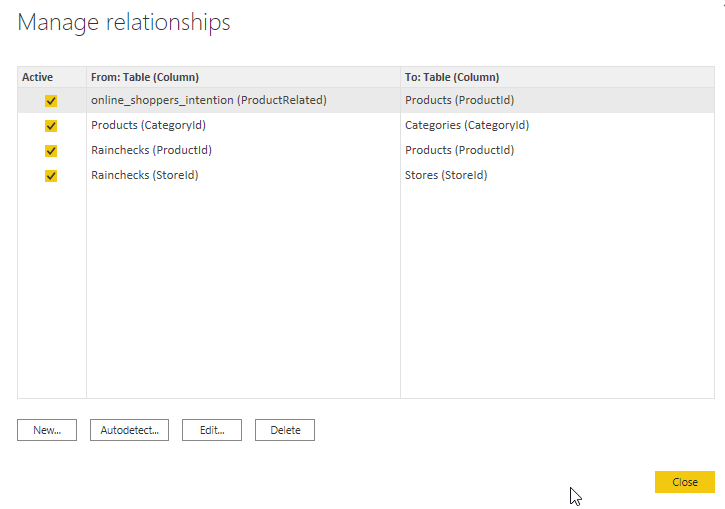 Manage relationships
Active From: Table (Column) To: Table (Column)
online_shoppers_intention (ProductRelated) Products (ProductId)
Products (CategoryId) Categories (CategoryId)
Rainchecks (ProductId) Products (ProductId)
Rainchecks (StoreId) Stores (StoreId)
New... Autodetect... Edit... Delete
Close